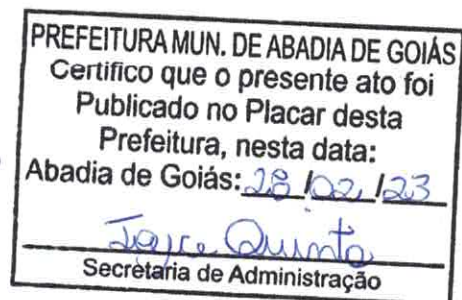 PREFEITURA MUN. DE ABADIA DE GOIÁS
Certifico que o presente ato foi
Publicado no Placar desta
Prefeitura, nesta data:
Abadia de Goiás: 28/02/23
Joyce Quinta
Secretaria de Administração